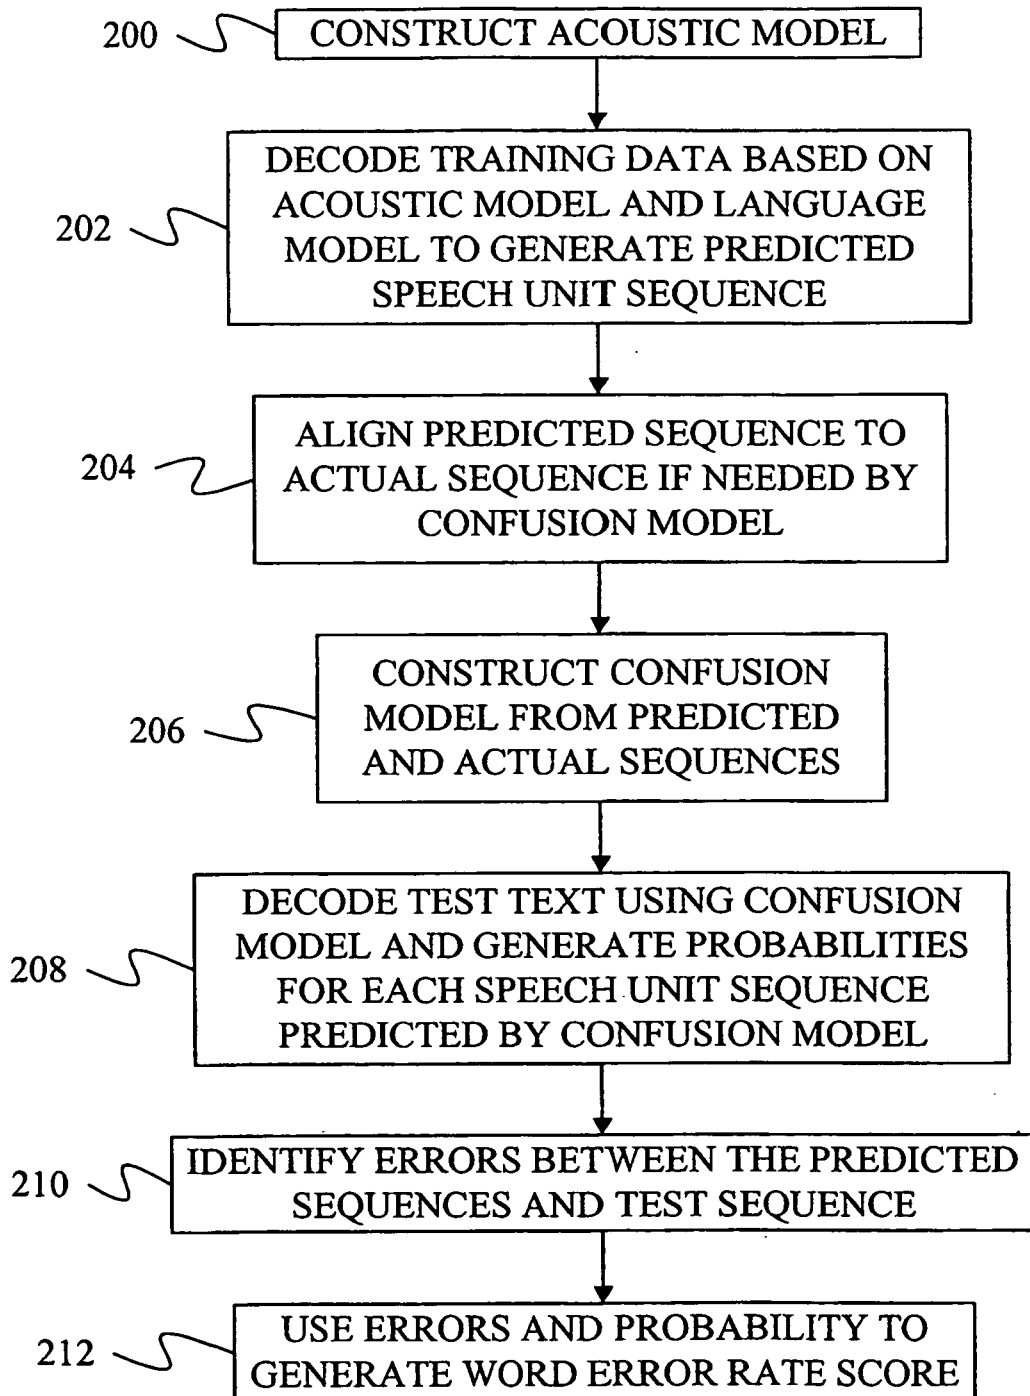 200
CONSTRUCT ACOUSTIC MODEL
202
DECODE TRAINING DATA BASED ON
ACOUSTIC MODEL AND LANGUAGE
MODEL TO GENERATE PREDICTED
SPEECH UNIT SEQUENCE
204
ALIGN PREDICTED SEQUENCE TO
ACTUAL SEQUENCE IF NEEDED BY
CONFUSION MODEL
206
CONSTRUCT CONFUSION
MODEL FROM PREDICTED
AND ACTUAL SEQUENCES
208
DECODE TEST TEXT USING CONFUSION
MODEL AND GENERATE PROBABILITIES
FOR EACH SPEECH UNIT SEQUENCE
PREDICTED BY CONFUSION MODEL
210
IDENTIFY ERRORS BETWEEN THE PREDICTED
SEQUENCES AND TEST SEQUENCE
212
USE ERRORS AND PROBABILITY TO
GENERATE WORD ERROR RATE SCORE